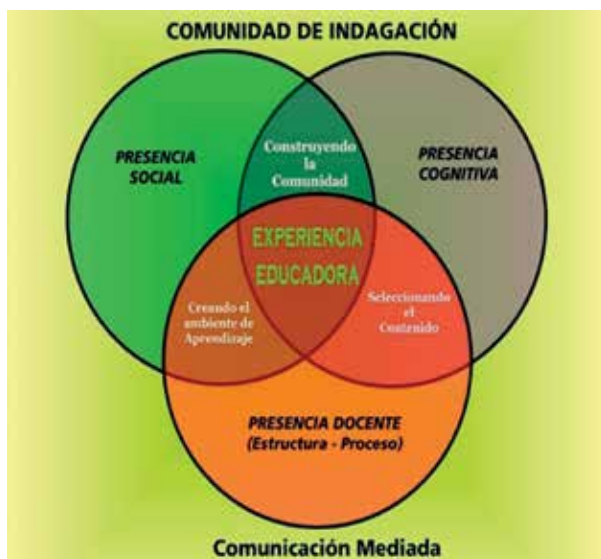 COMUNIDAD DE INDAGACIÓN
PRESENCIA
SOCIAL
Construyendo
la
Comunidad
PRESENCIA
COGNITIVA
EXPERIENCIA
EDUCADORA
Creando el
ambiente de
Aprendizaje
Seleccionando
el
Contenido
PRESENCIA DOCENTE
(Estructura - Proceso)
Comunicación Mediada